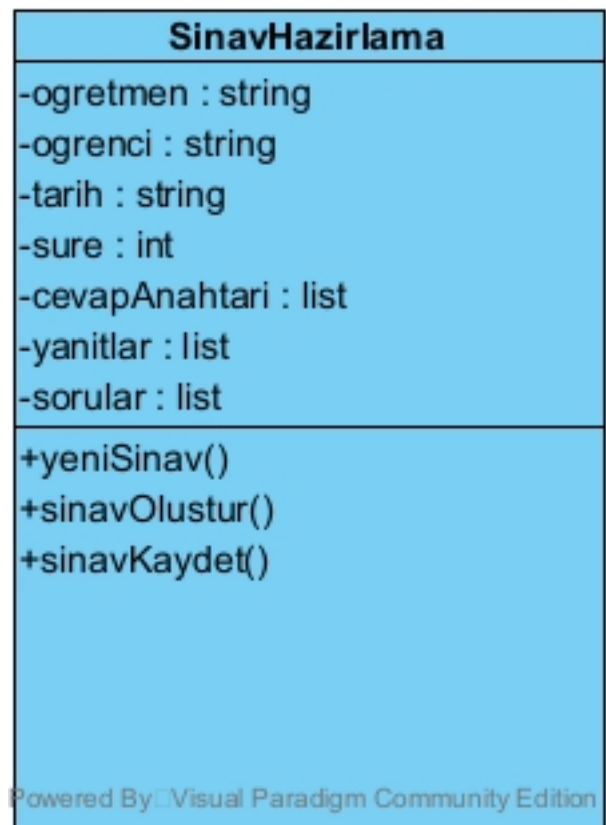 SinavHazirlama
-ogretmen : string
-ogrenci : string
-tarih : string
-sure : int
-cevapAnahtari : list
-yanitlar : list
-sorular : list
+yeniSinav()
+sinavOlustur()
+sinavKaydet()
Powered By□Visual Paradigm Community Edition